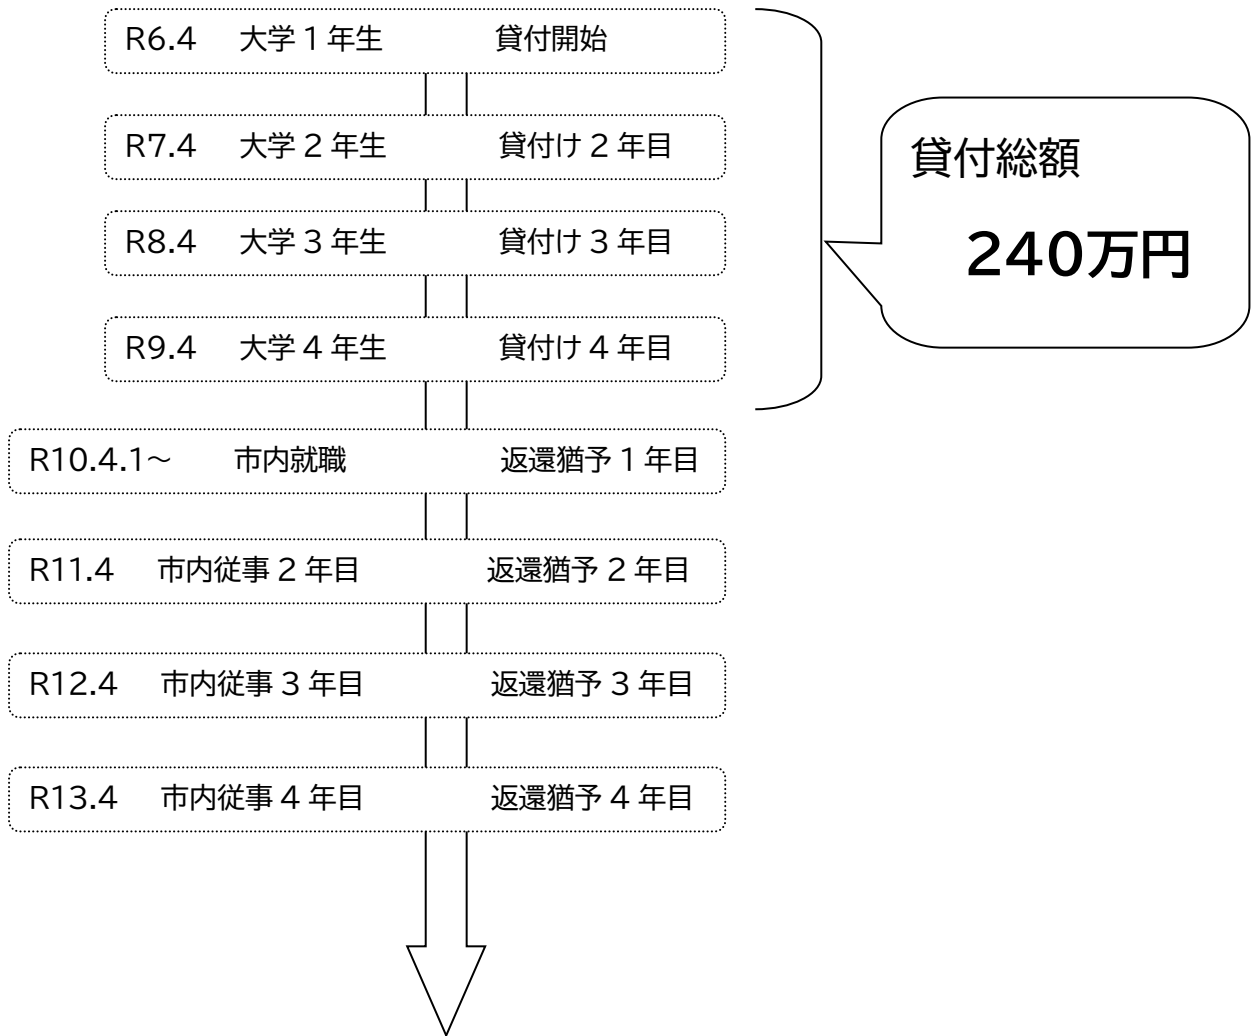 R6.4 大学1年生 貸付開始
R7.4 大学2年生 貸付け2年目
R8.4 大学3年生 貸付け3年目
R9.4 大学4年生 貸付け4年目
貸付総額
240万円
R10.4.1~ 市内就職 返還猶予1年目
R11.4 市内従事2年目 返還猶予2年目
R12.4 市内従事3年目 返還猶予3年目
R13.4 市内従事4年目 返還猶予4年目